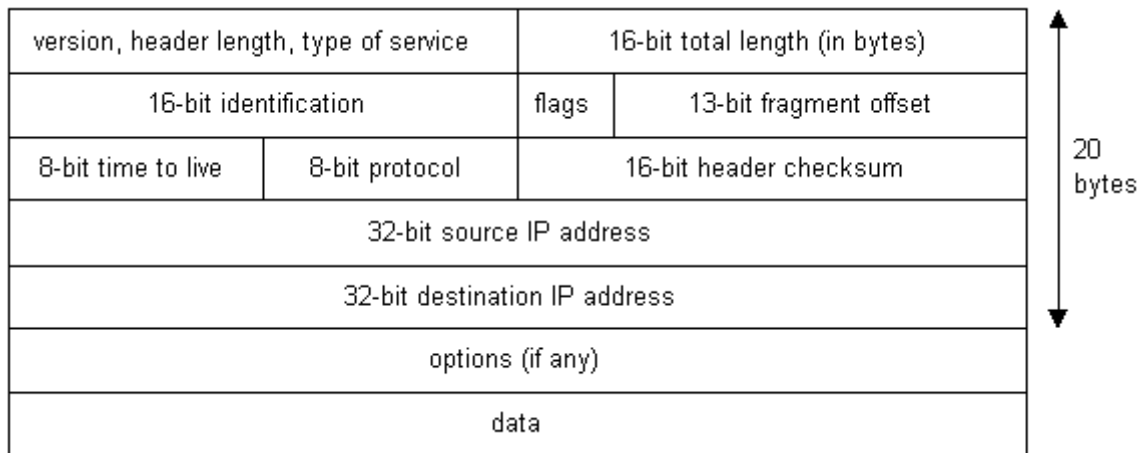 version, header length, type of service
16-bit total length (in bytes)
16-bit identification
flags
13-bit fragment offset
8-bit time to live
8-bit protocol
16-bit header checksum
20
bytes
32-bit source IP address
32-bit destination IP address
options (if any)
data